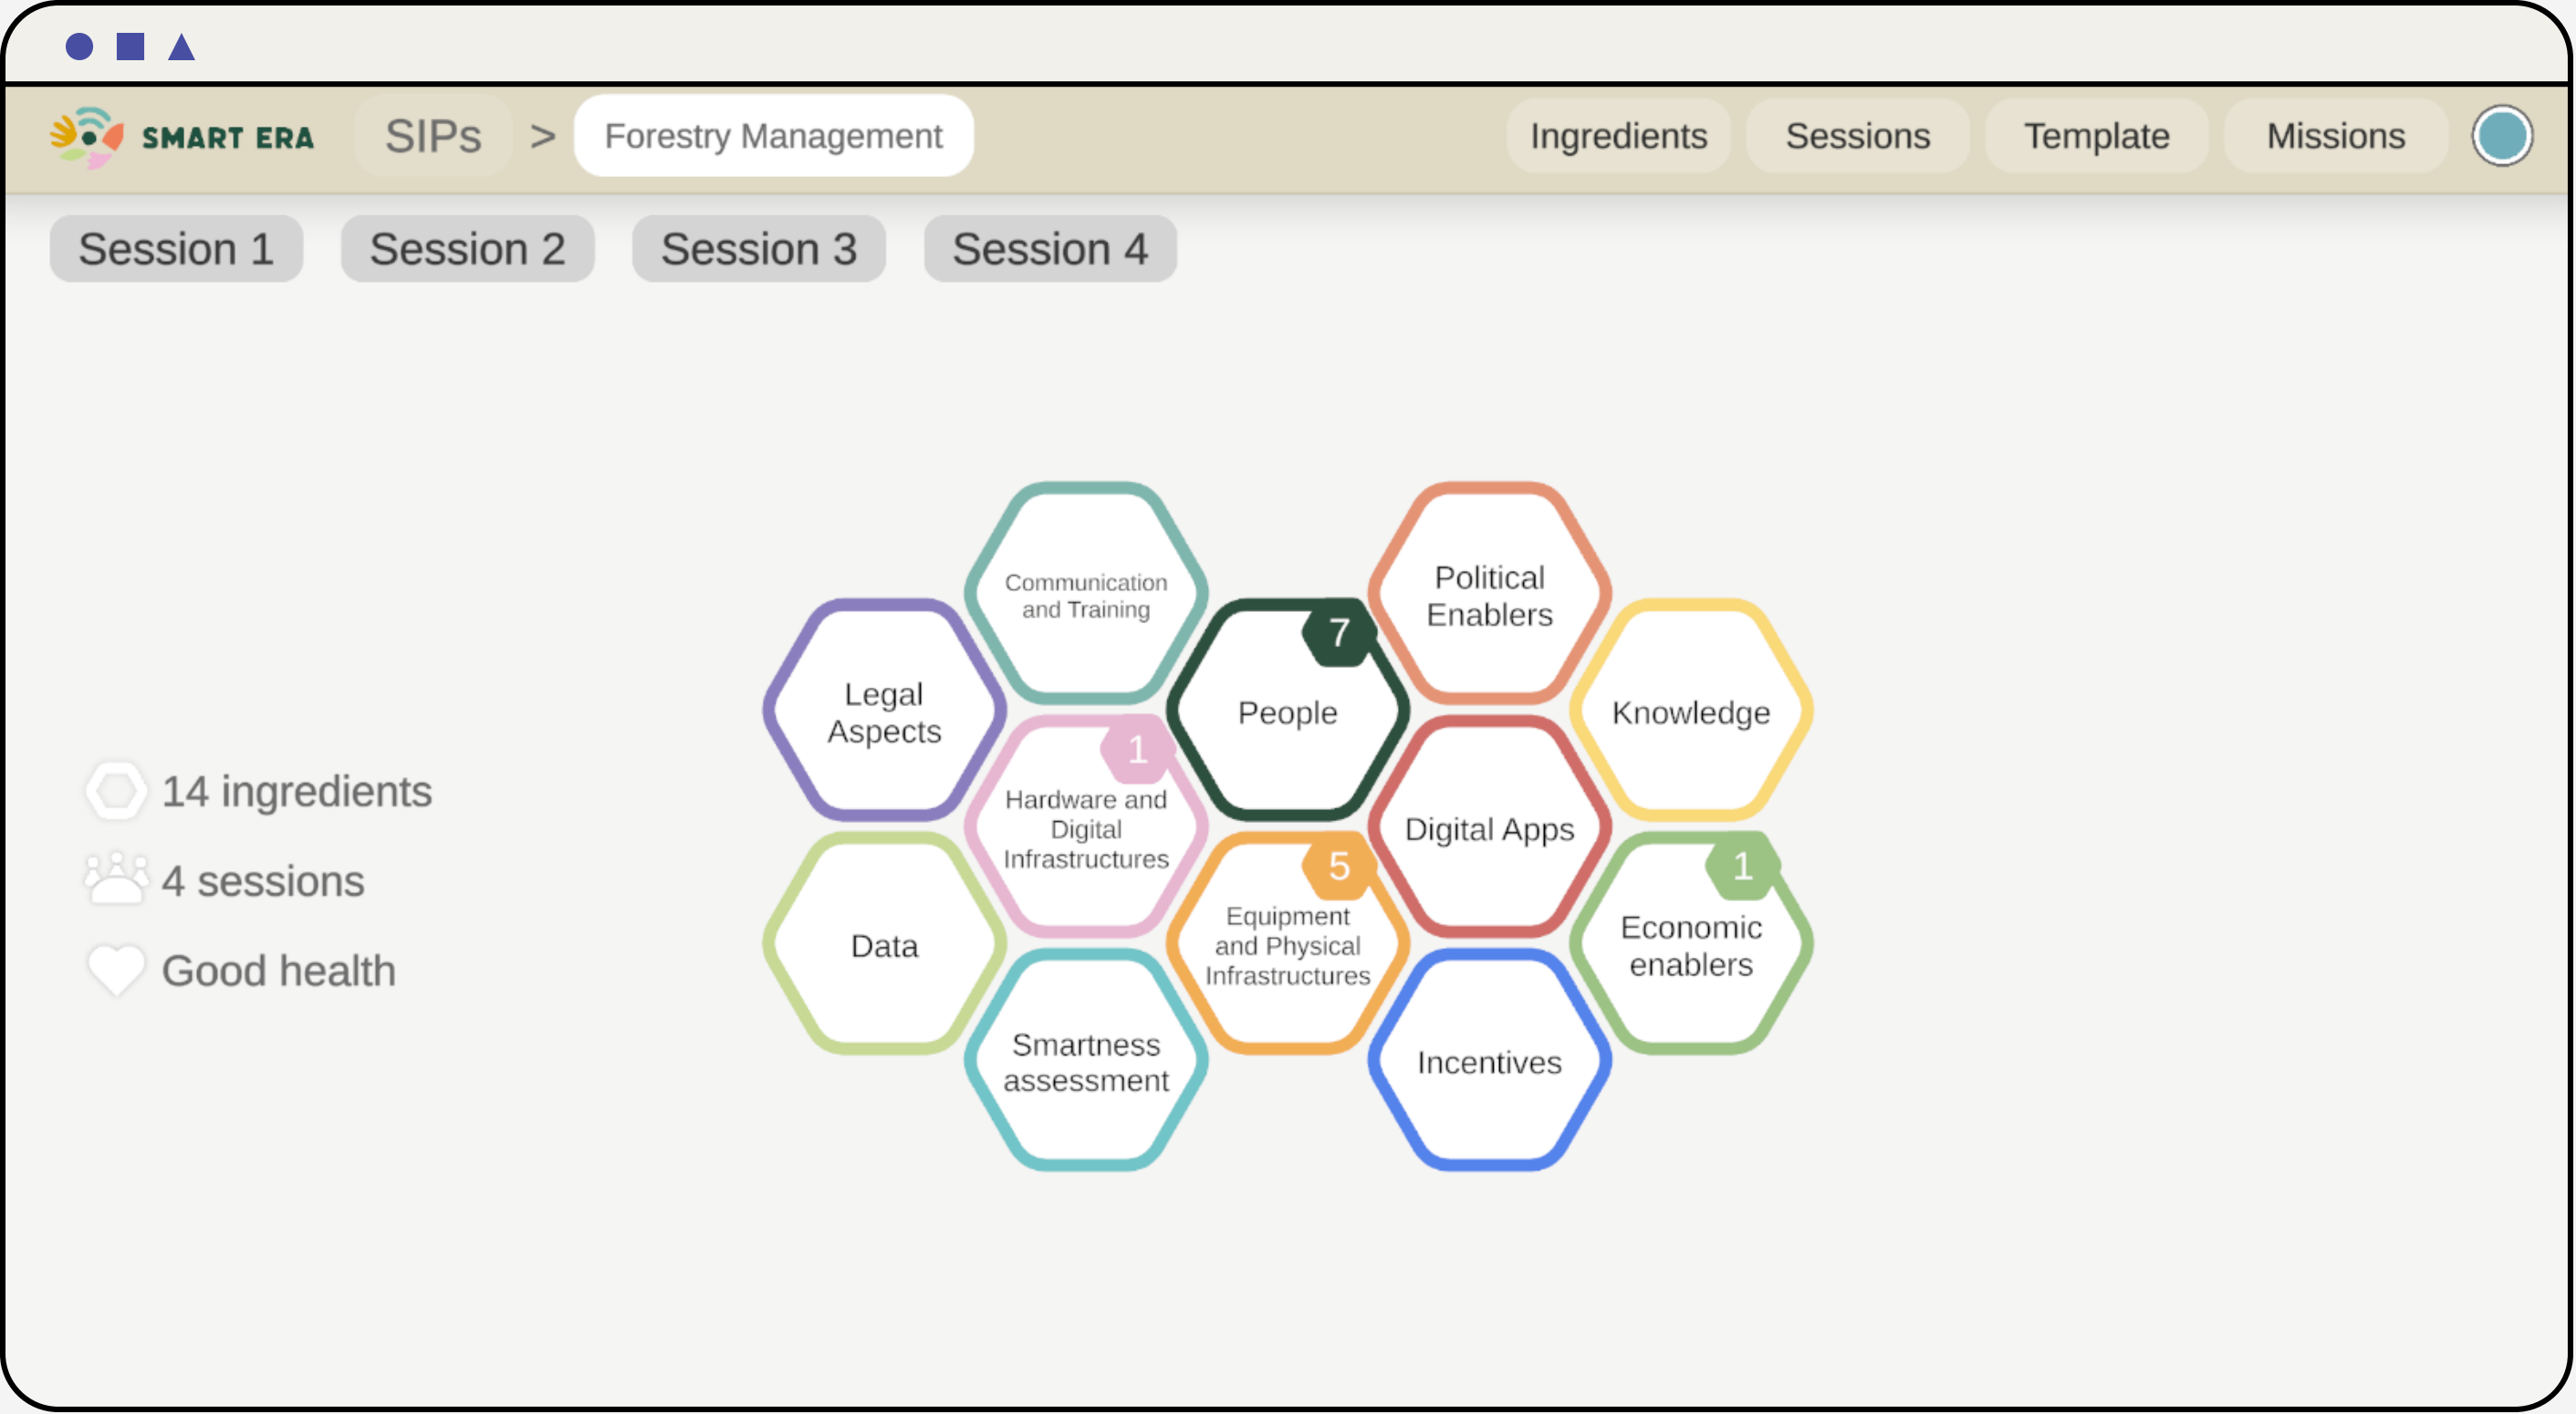 SMART ERA
SIPs > Forestry Management
Ingredients
Sessions
Template
Missions
Session 1
Session 2
Session 3
Session 4
Communication
and Training
Political
Enablers
Legal
Aspects
7
People
Knowledge
1
Hardware and
Digital
Infrastructures
Digital Apps
14 ingredients
4 sessions
Good health
Data
5
Equipment
and Physical
Infrastructures
1
Economic
enablers
Smartness
assessment
Incentives